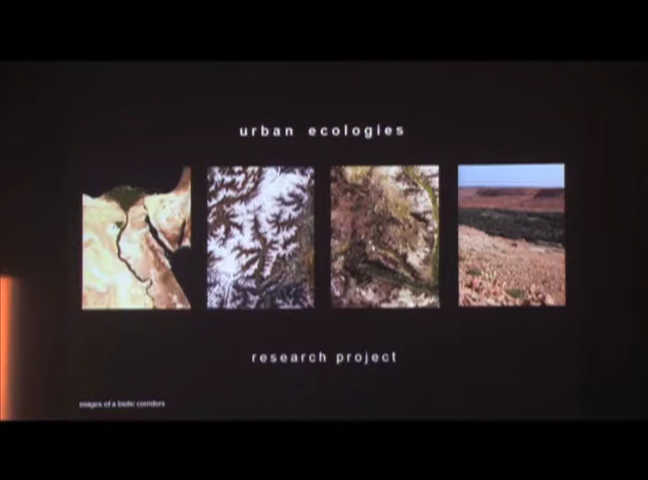 urban ecologies
research project
images of a biotic corridors